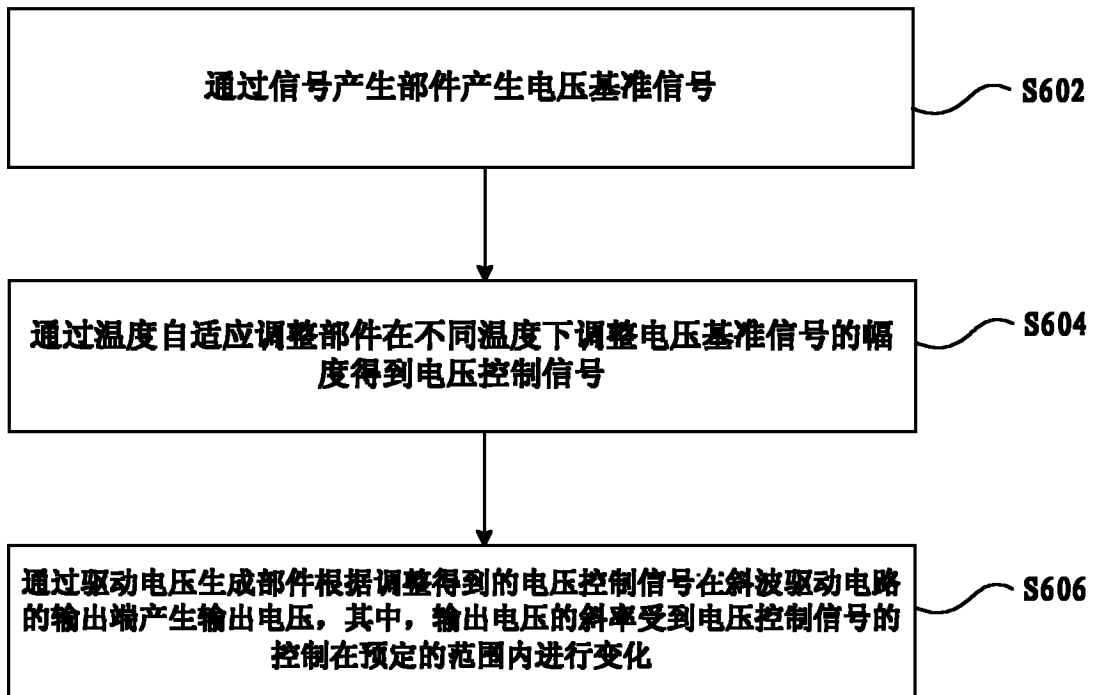 通过信号产生部件产生电压基准信号
S602
通过温度自适应调整部件在不同温度下调整电压基准信号的幅
度得到电压控制信号
S604
通过驱动电压生成部件根据调整得到的电压控制信号在斜波驱动电路
的输出端产生输出电压，其中，输出电压的斜率受到电压控制信号的
控制在预定的范围内进行变化
S606